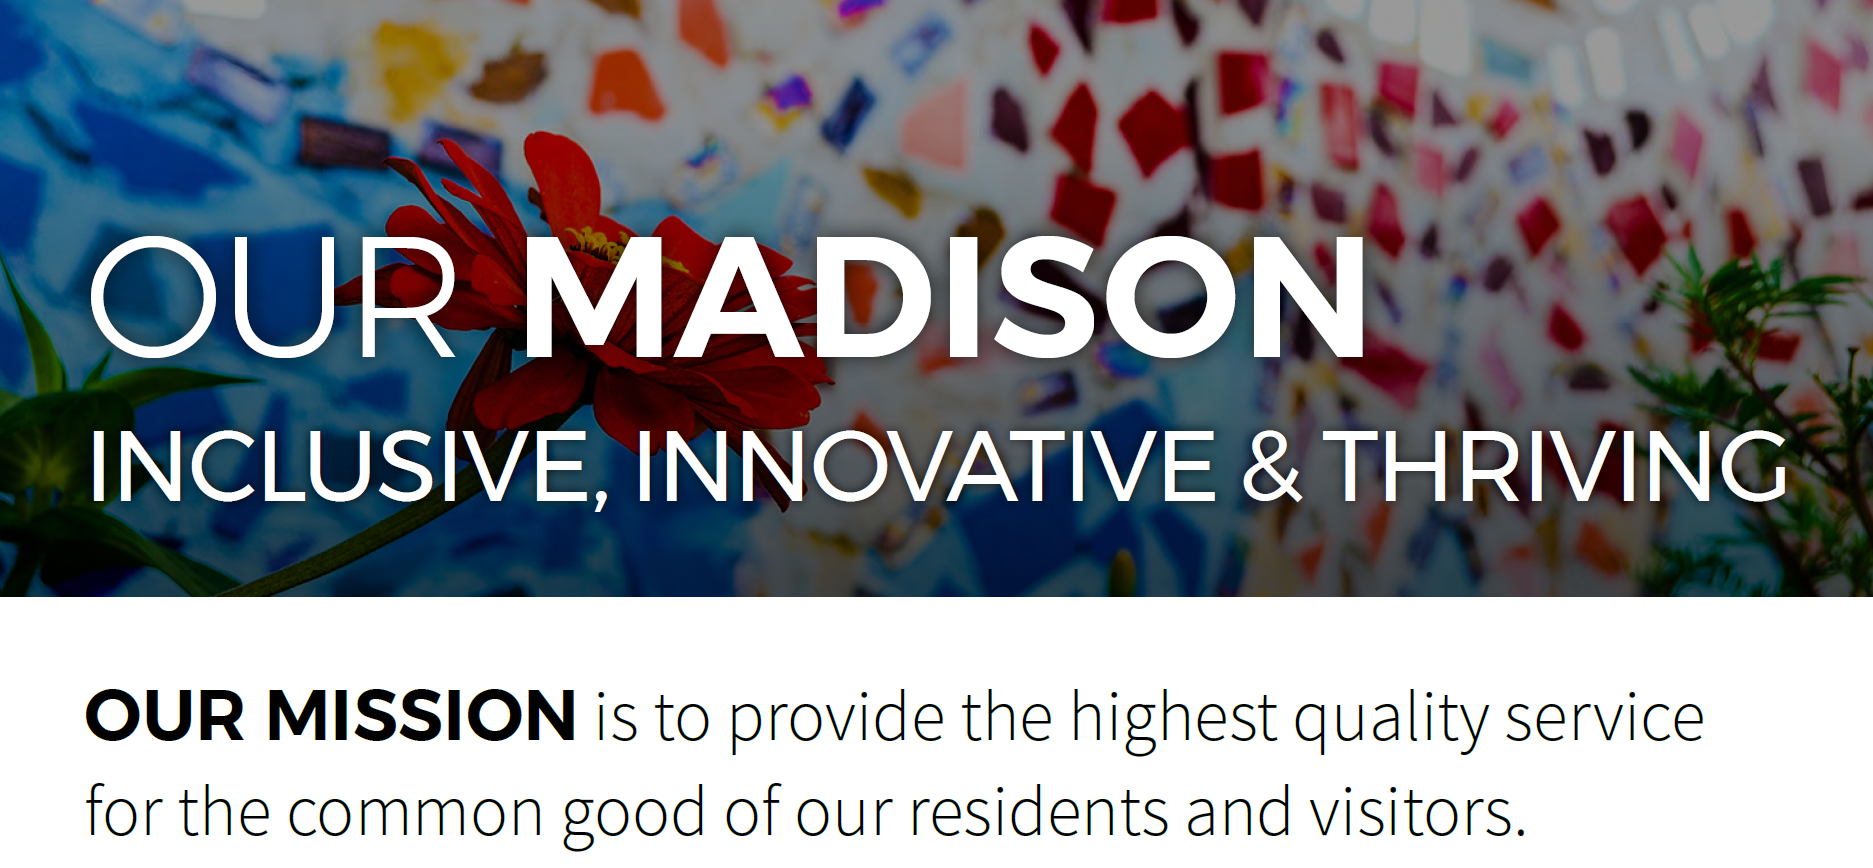 OUR MADISON
INCLUSIVE, INNOVATIVE & THRIVING
OUR MISSION is to provide the highest quality service
for the common good of our residents and visitors.